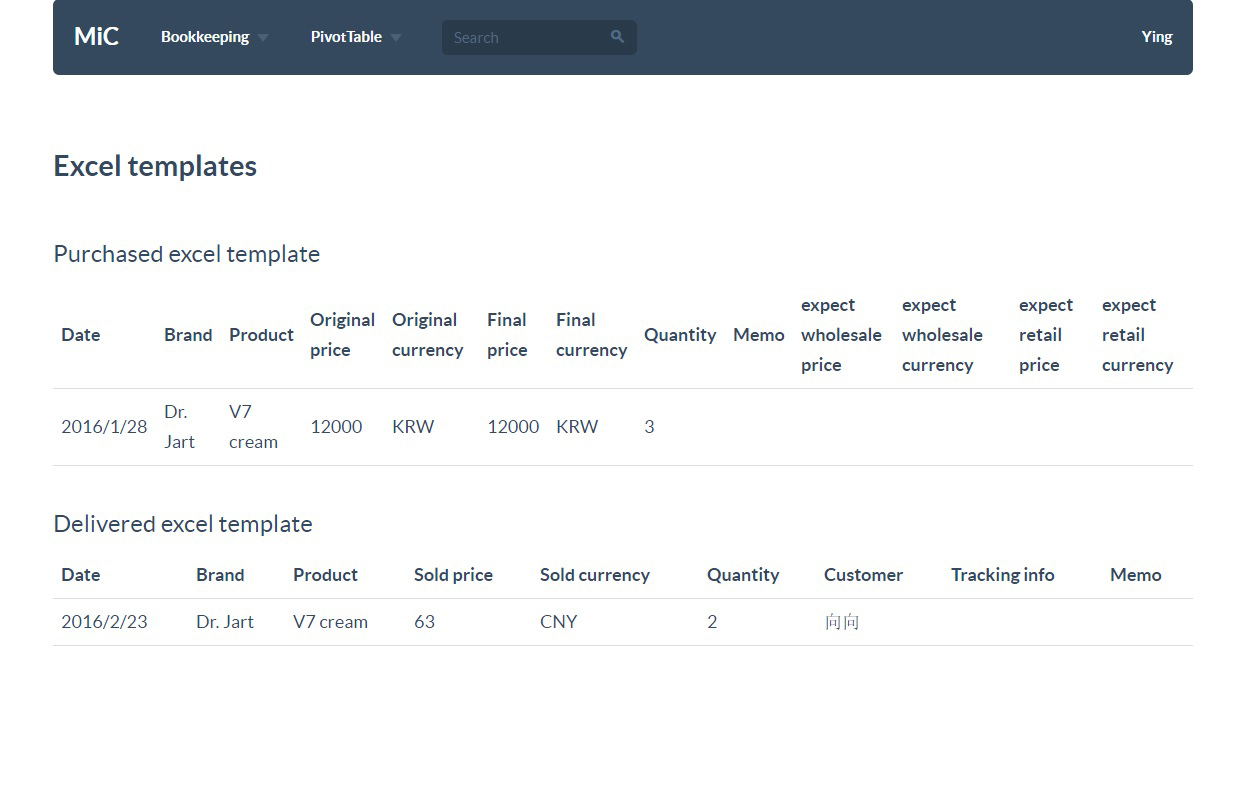 MiC Bookkeeping PivotTable Search Ying
Excel templates
Purchased excel template
Date Brand Product Original price Original currency Final price Final currency Quantity Memo expect wholesale price expect wholesale currency expect retail price expect retail currency
2016/1/28 Dr. Jart V7 cream 12000 KRW 12000 KRW 3
Delivered excel template
Date Brand Product Sold price Sold currency Quantity Customer Tracking info Memo
2016/2/23 Dr. Jart V7 cream 63 CNY 2 向向